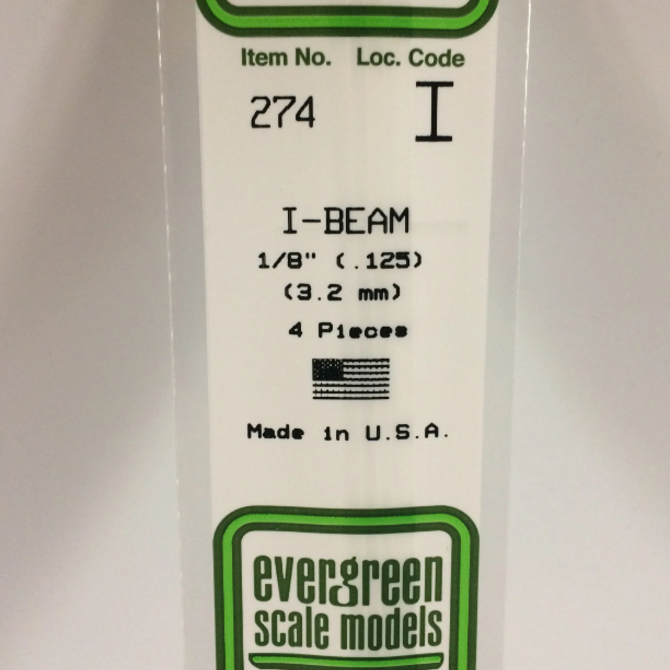 Item No. Loc. Code
274 I
I-BEAM
1/8" (.125)
(3.2 mm)
4 Pieces
Made in U.S.A.
evergreen
scale models